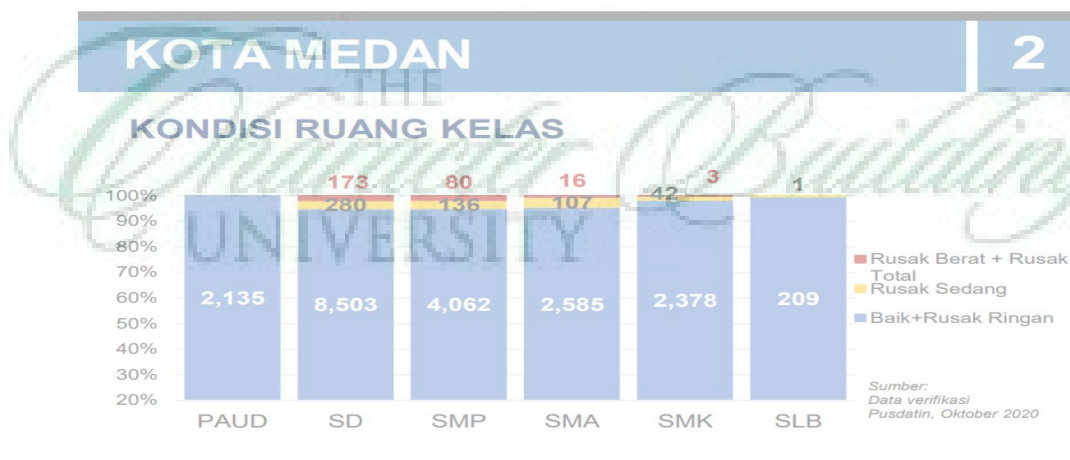 KOTA MEDAN
2
THE
Character Building
UNIVERSITY
KONDISI RUANG KELAS
173 80 16 42 3 1
280 136 107
100%
90%
80%
70%
60%
50%
40%
30%
20%
2,135 8,503 4,062 2,585 2,378 209
PAUD SD SMP SMA SMK SLB
Rusak Berat + Rusak
Total
Rusak Sedang
Baik+Rusak Ringan
Sumber:
Data verifikasi
Pusdatin, Oktober 2020